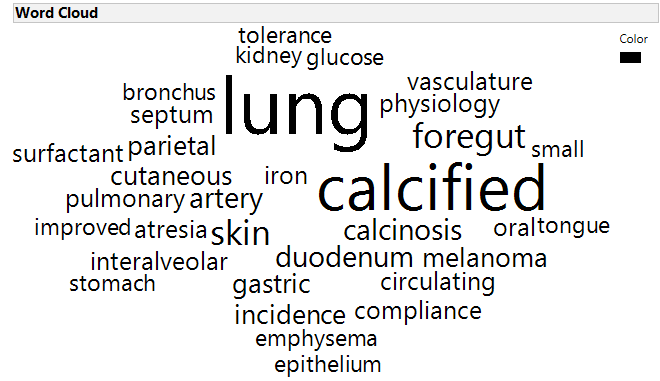 Word Cloud
tolerance
Color
kidney glucose
vasculature
bronchus lung physiology
septum
foregut
parietal small
surfactant
cutaneous iron calcified
pulmonary artery
improved atresia skin calcinosis oral tongue
interalveolar duodenum melanoma
stomach gastric circulating
incidence compliance
emphysema
epithelium